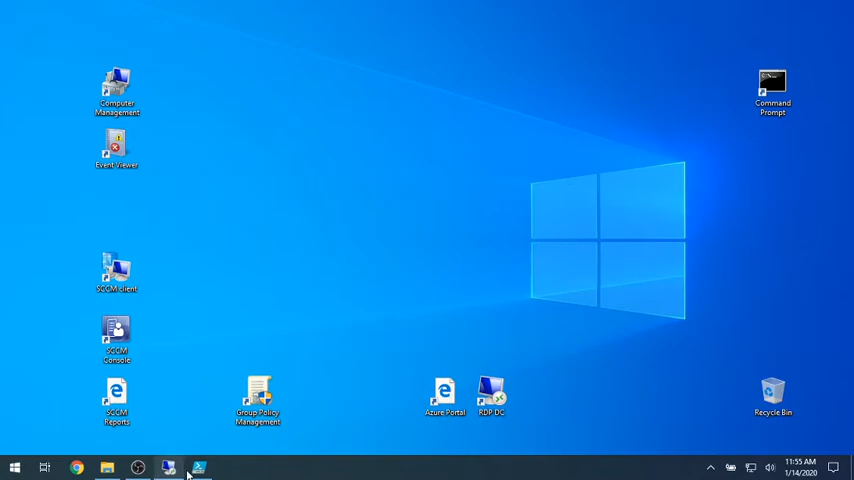 Computer
Management
Command
Prompt
Event Viewer
SCCM client
SCCM
Console
SCCM
Reports
Group Policy
Management
Azure Portal
RDP DC
Recycle Bin
11:55 AM
1/14/2020